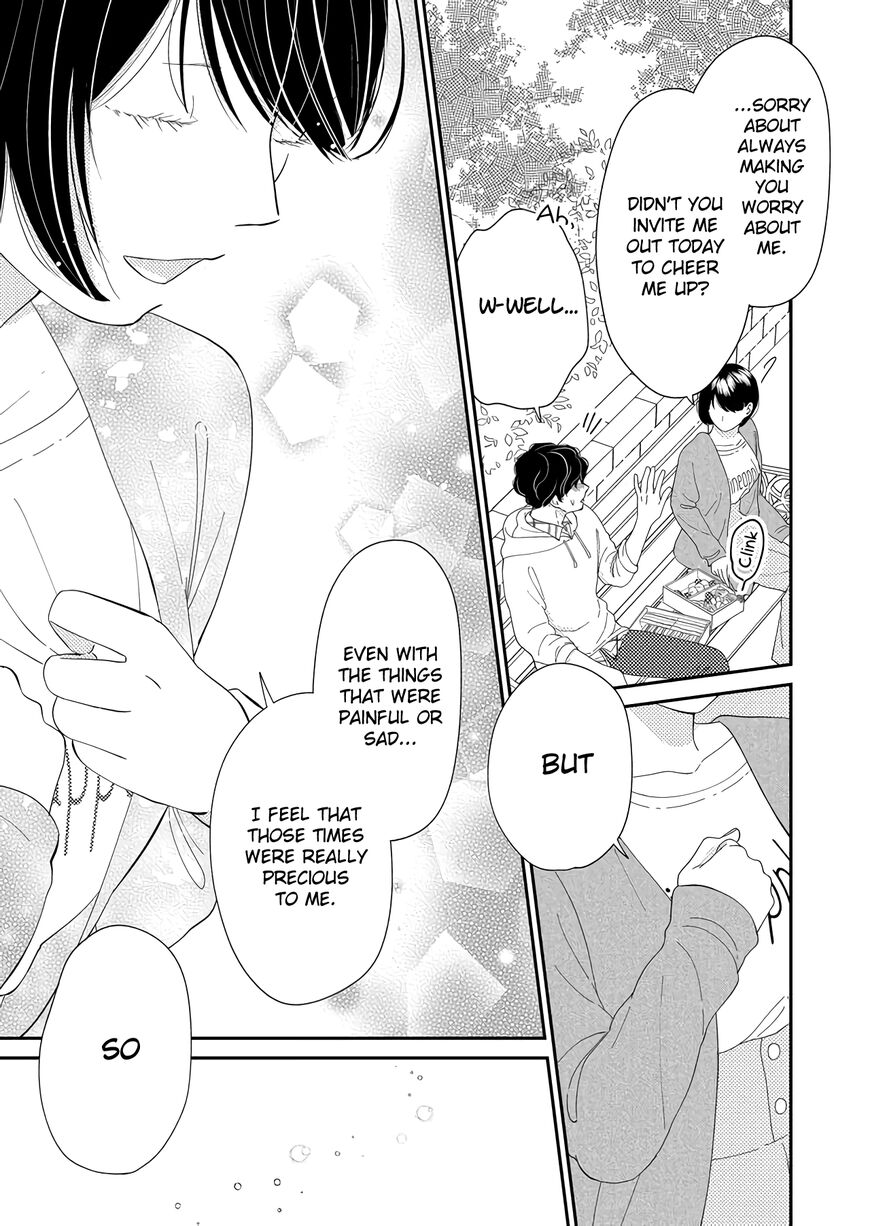 ...SORRY
ABOUT
ALWAYS
MAKING
YOU
WORRY
ABOUT
ME.
DIDN'T YOU
INVITE ME
OUT TODAY
TO CHEER
ME UP?
Ah,
W-WELL...
Clink
BUT
EVEN WITH
THE THINGS
THAT WERE
PAINFUL OR
SAD...
I FEEL THAT
THOSE TIMES
WERE REALLY
PRECIOUS
TO ME.
SO